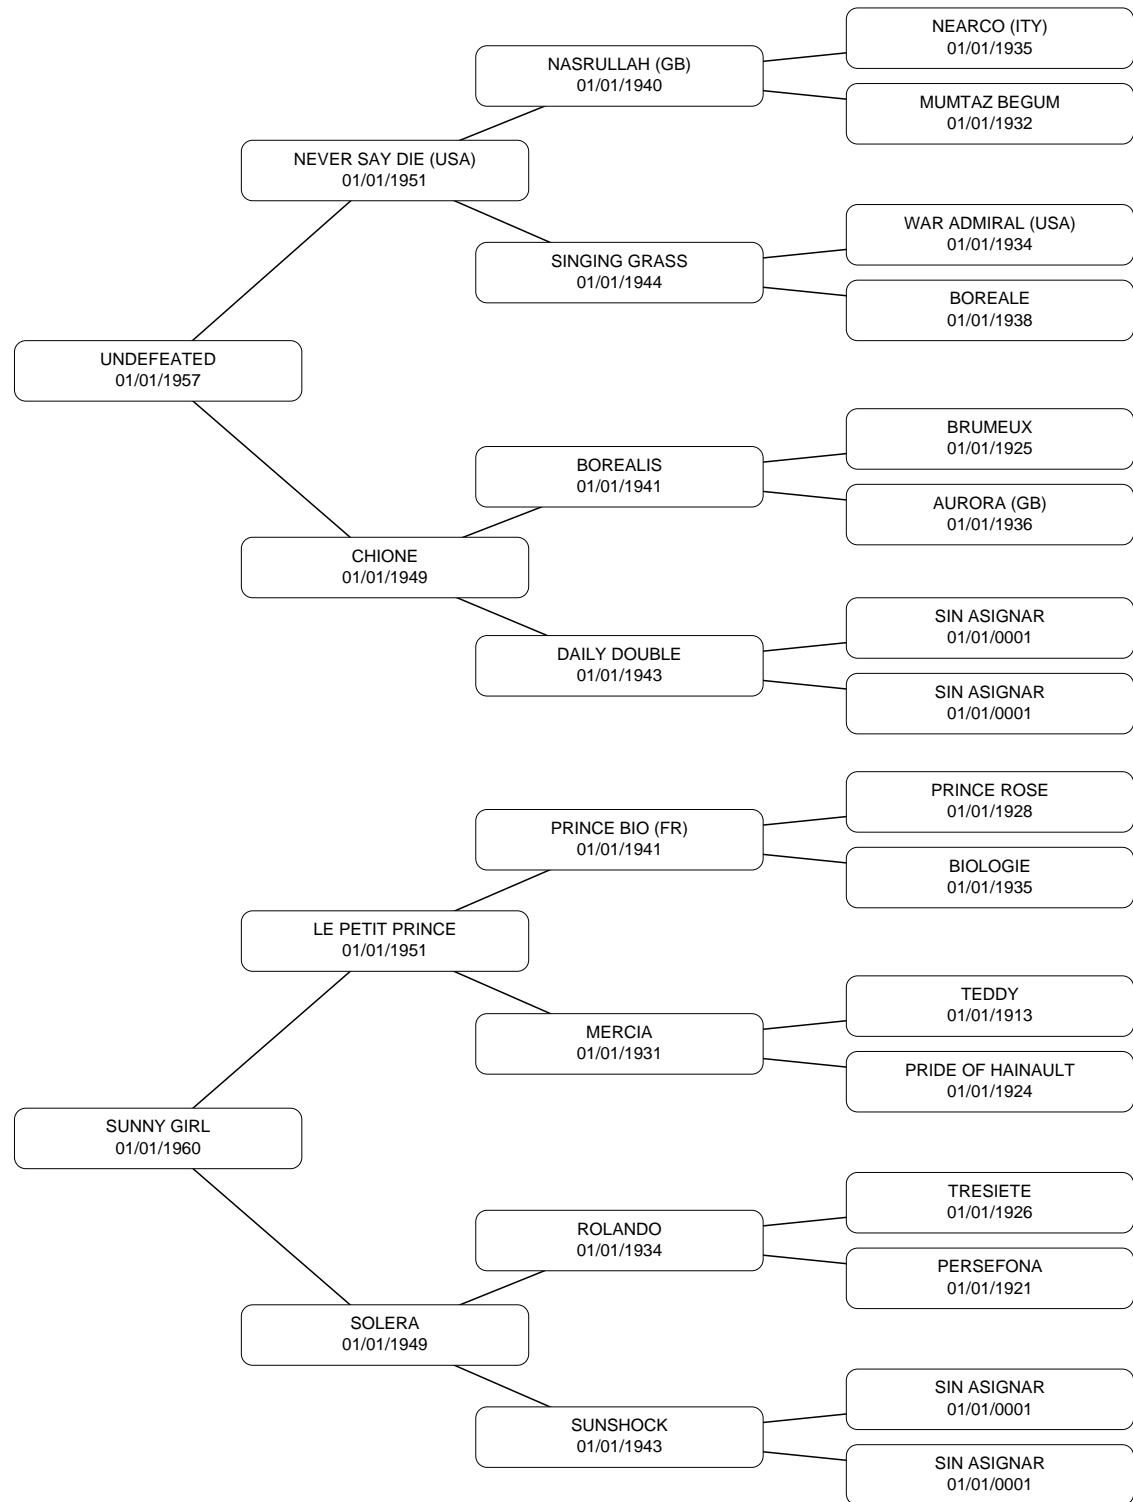 NEARCO (ITY)
01/01/1935
NASRULLAH (GB)
01/01/1940
MUMTAZ BEGUM
01/01/1932
NEVER SAY DIE (USA)
01/01/1951
WAR ADMIRAL (USA)
01/01/1934
SINGING GRASS
01/01/1944
BOREALE
01/01/1938
UNDEFEATED
01/01/1957
BRUMEUX
01/01/1925
BOREALIS
01/01/1941
AURORA (GB)
01/01/1936
CHIONE
01/01/1949
SIN ASIGNAR
01/01/0001
DAILY DOUBLE
01/01/1943
SIN ASIGNAR
01/01/0001
PRINCE ROSE
01/01/1928
PRINCE BIO (FR)
01/01/1941
BIOLOGIE
01/01/1935
LE PETIT PRINCE
01/01/1951
TEDDY
01/01/1913
MERCIA
01/01/1931
PRIDE OF HAINAULT
01/01/1924
SUNNY GIRL
01/01/1960
TRESIETE
01/01/1926
ROLANDO
01/01/1934
PERSEFONA
01/01/1921
SOLERA
01/01/1949
SIN ASIGNAR
01/01/0001
SUNSHOCK
01/01/1943
SIN ASIGNAR
01/01/0001